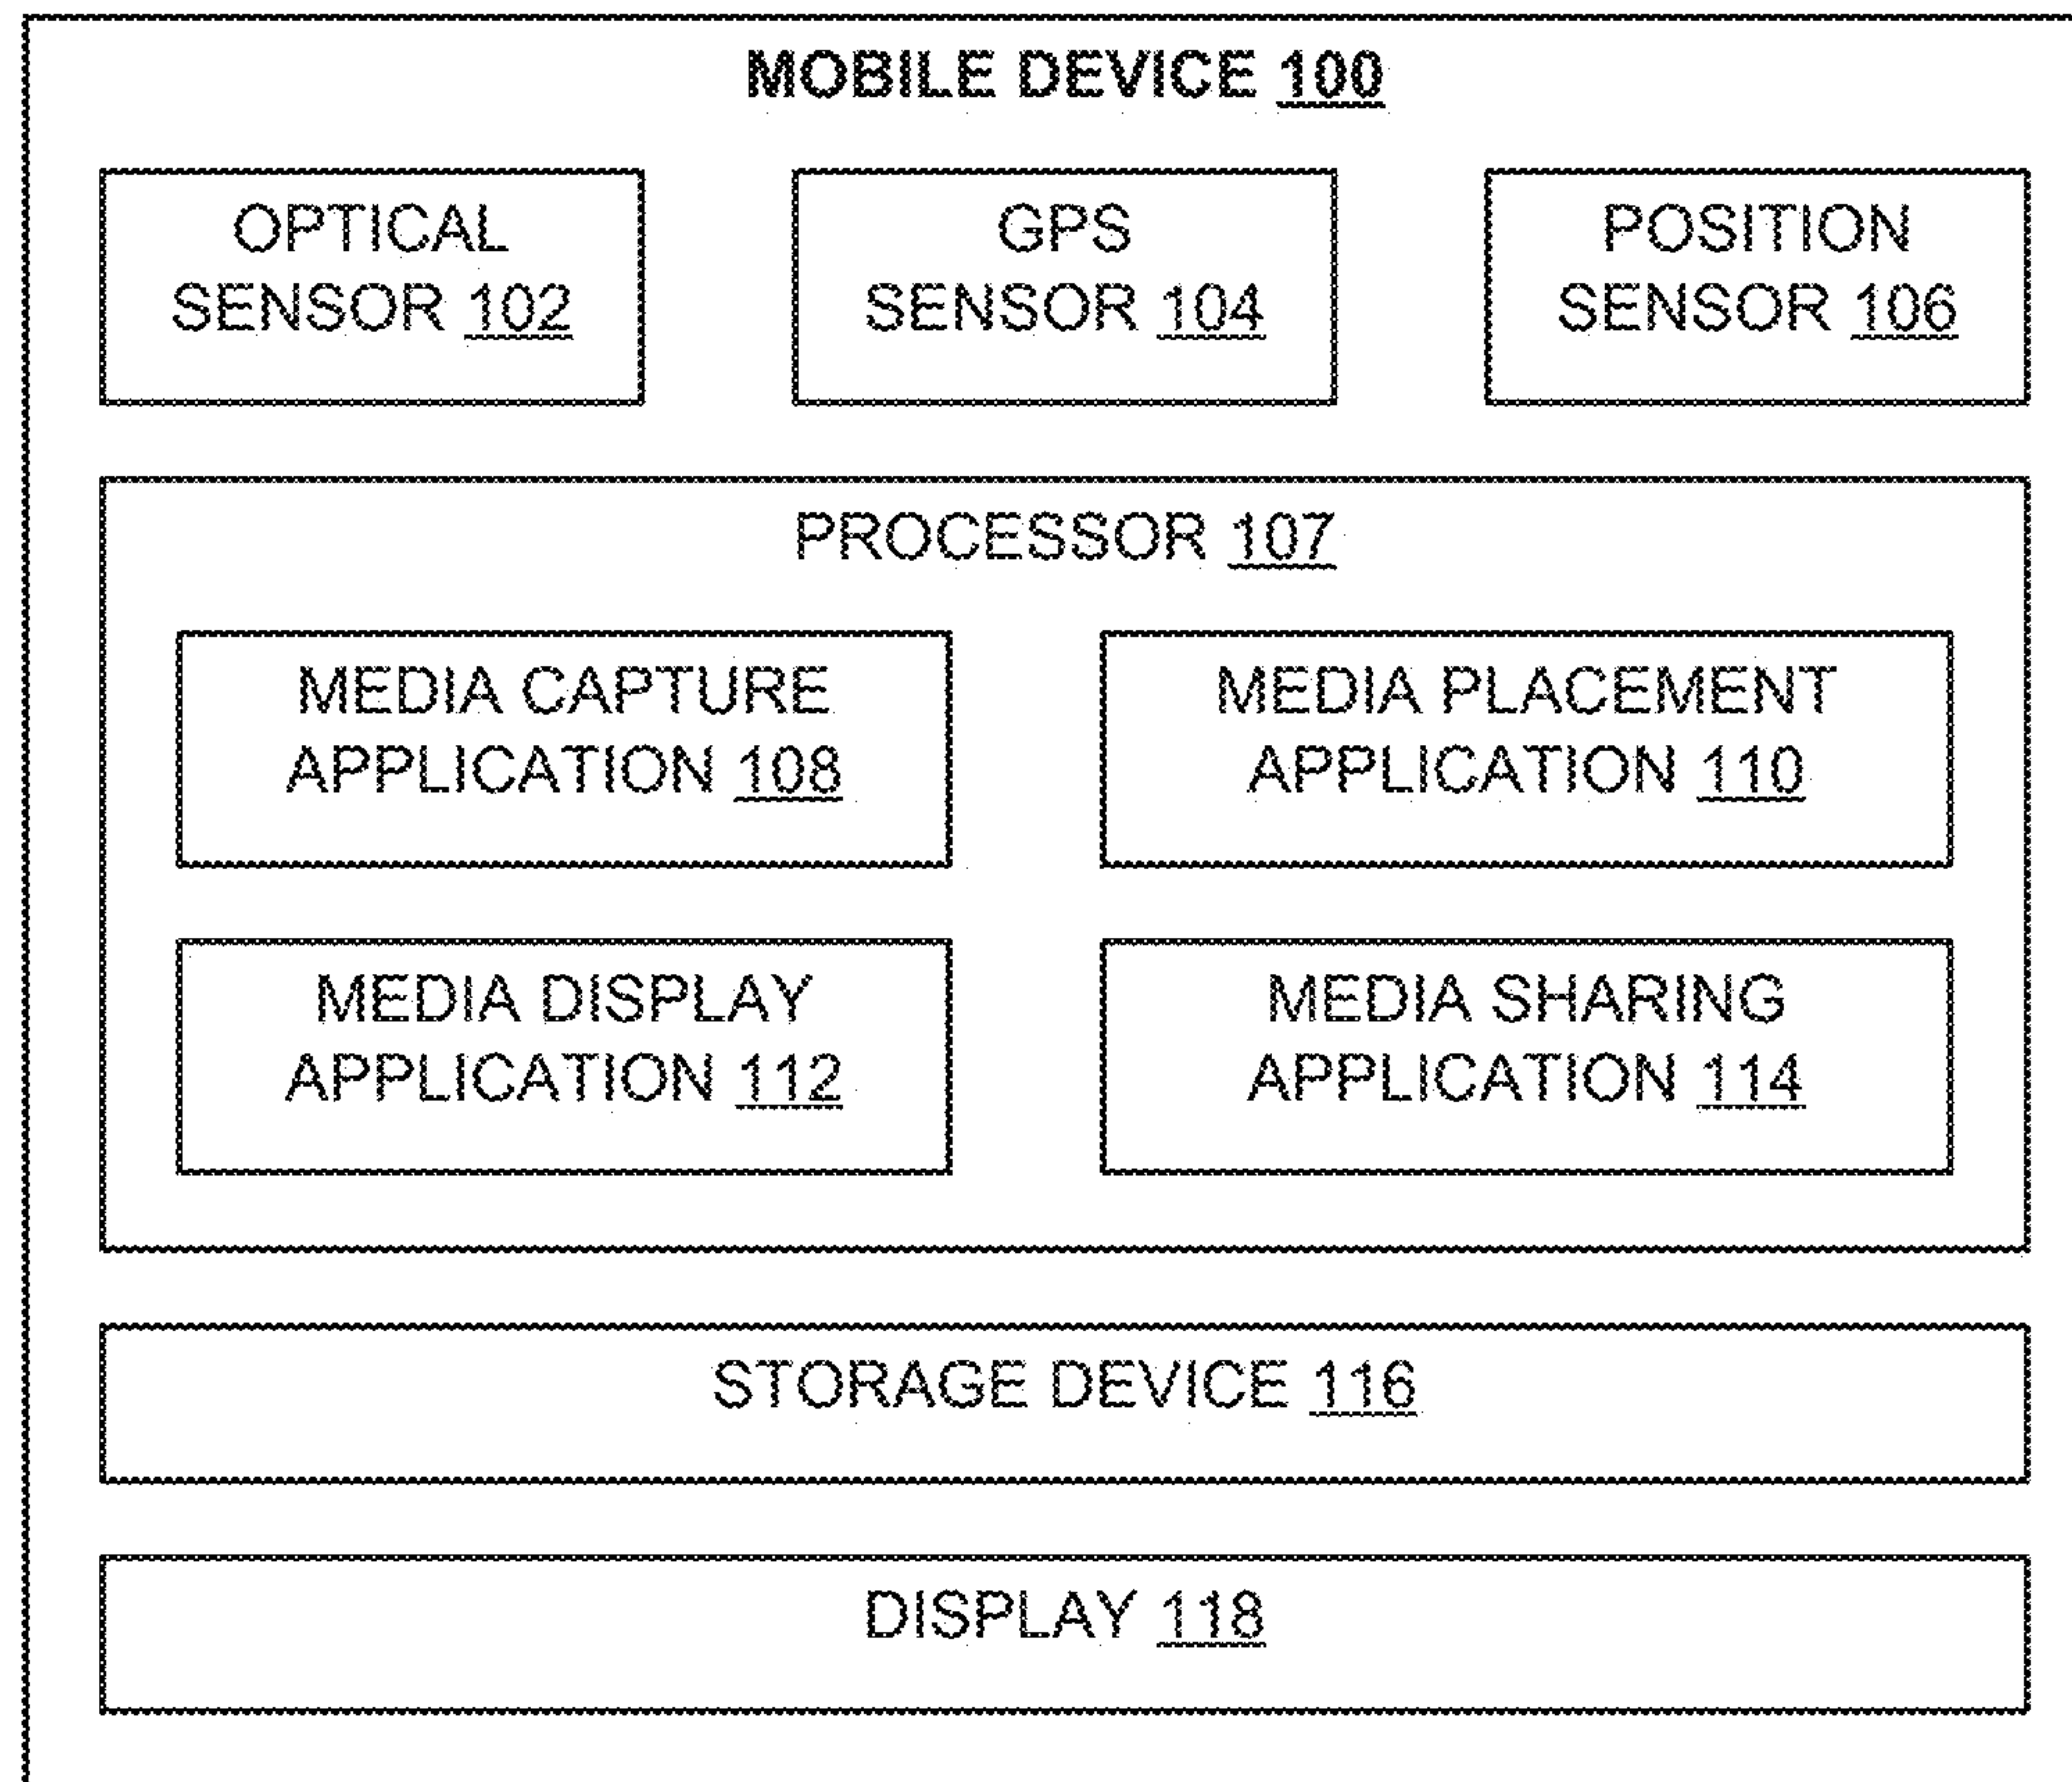 MOBILE DEVICE 100
OPTICAL
SENSOR 102
GPS
SENSOR 104
POSITION
SENSOR 106
PROCESSOR 107
MEDIA CAPTURE
APPLICATION 108
MEDIA PLACEMENT
APPLICATION 110
MEDIA DISPLAY
APPLICATION 112
MEDIA SHARING
APPLICATION 114
STORAGE DEVICE 116
DISPLAY 118